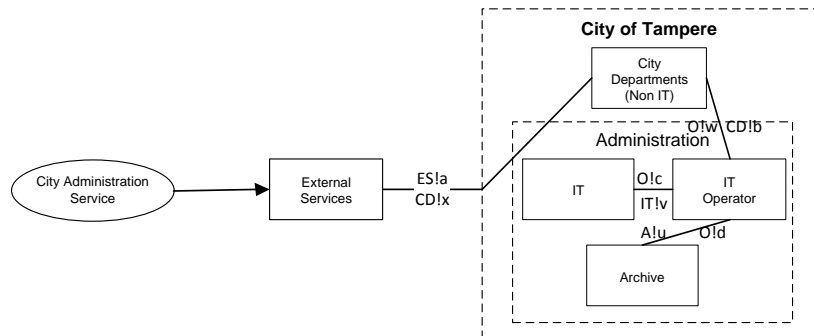 City of Tampere
City
Departments
(Non IT)
O!w CD!b
Administration
City Administration
Service
External
Services
ES!a
CD!x
IT
O!c
IT!v
IT
Operator
A!u O!d
Archive